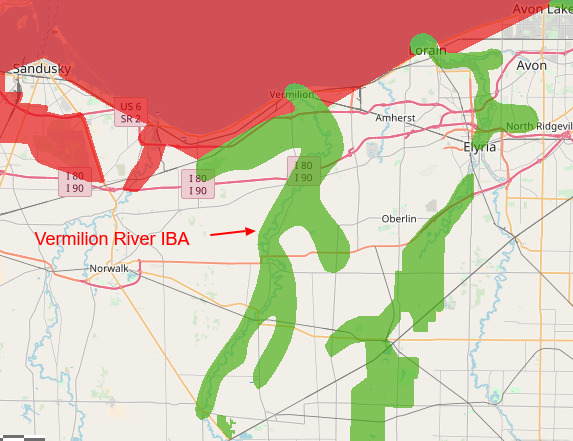 Avon Lake
Lorain
Sandusky
Avon
Vermilion
US 6
SR 2
Amherst
North Ridgevil
Elyria
I 80
I 90
I 80
I 90
I 80
I 90
Oberlin
Vermilion River IBA
Norwalk